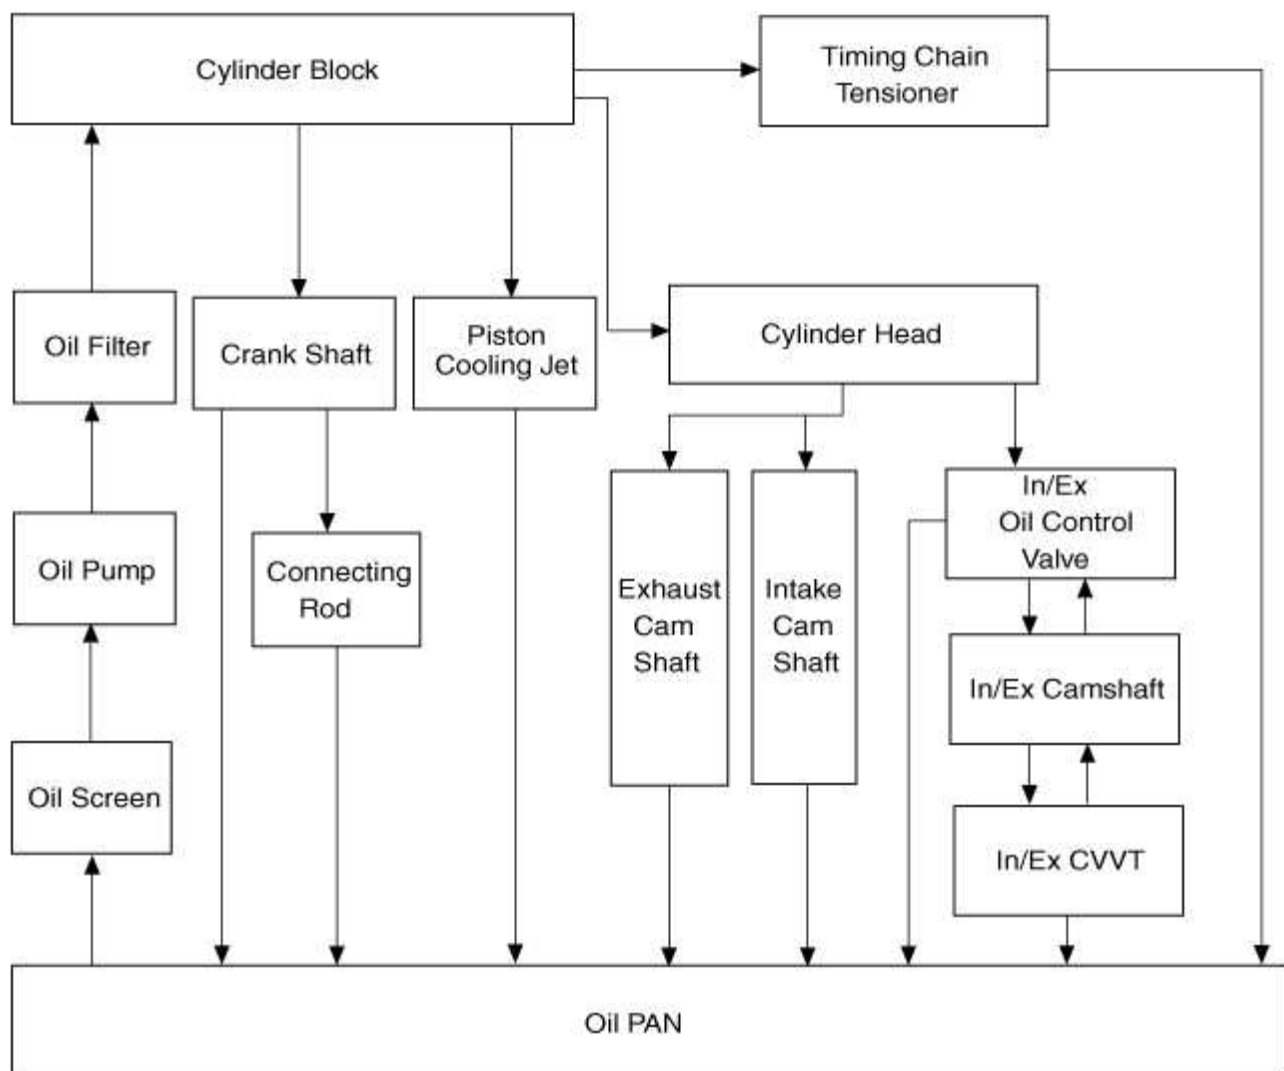 Cylinder Block
Timing Chain
Tensioner
Oil Filter
Crank Shaft
Piston
Cooling Jet
Cylinder Head
Oil Pump
Connecting
Rod
Exhaust
Cam
Shaft
Intake
Cam
Shaft
In/Ex
Oil Control
Valve
In/Ex Camshaft
Oil Screen
In/Ex CVVT
Oil PAN